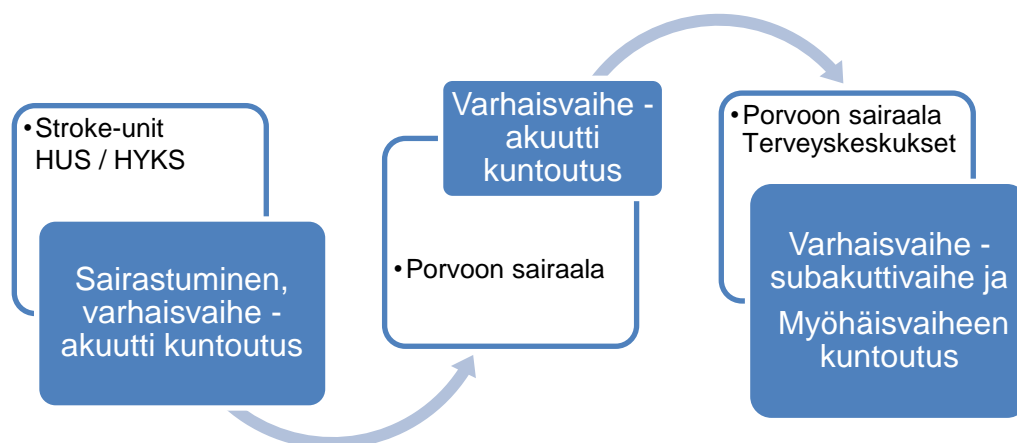 •Stroke-unit
HUS / HYKS
Sairastuminen,
varhaisvaihe -
akuutti kuntoutus
Varhaisvaihe -
akuutti
kuntoutus
•Porvoon sairaala
•Porvoon sairaala
Terveyskeskukset
Varhaisvaihe -
subakuttivaihe ja
Myöhäisvaiheen
kuntoutus